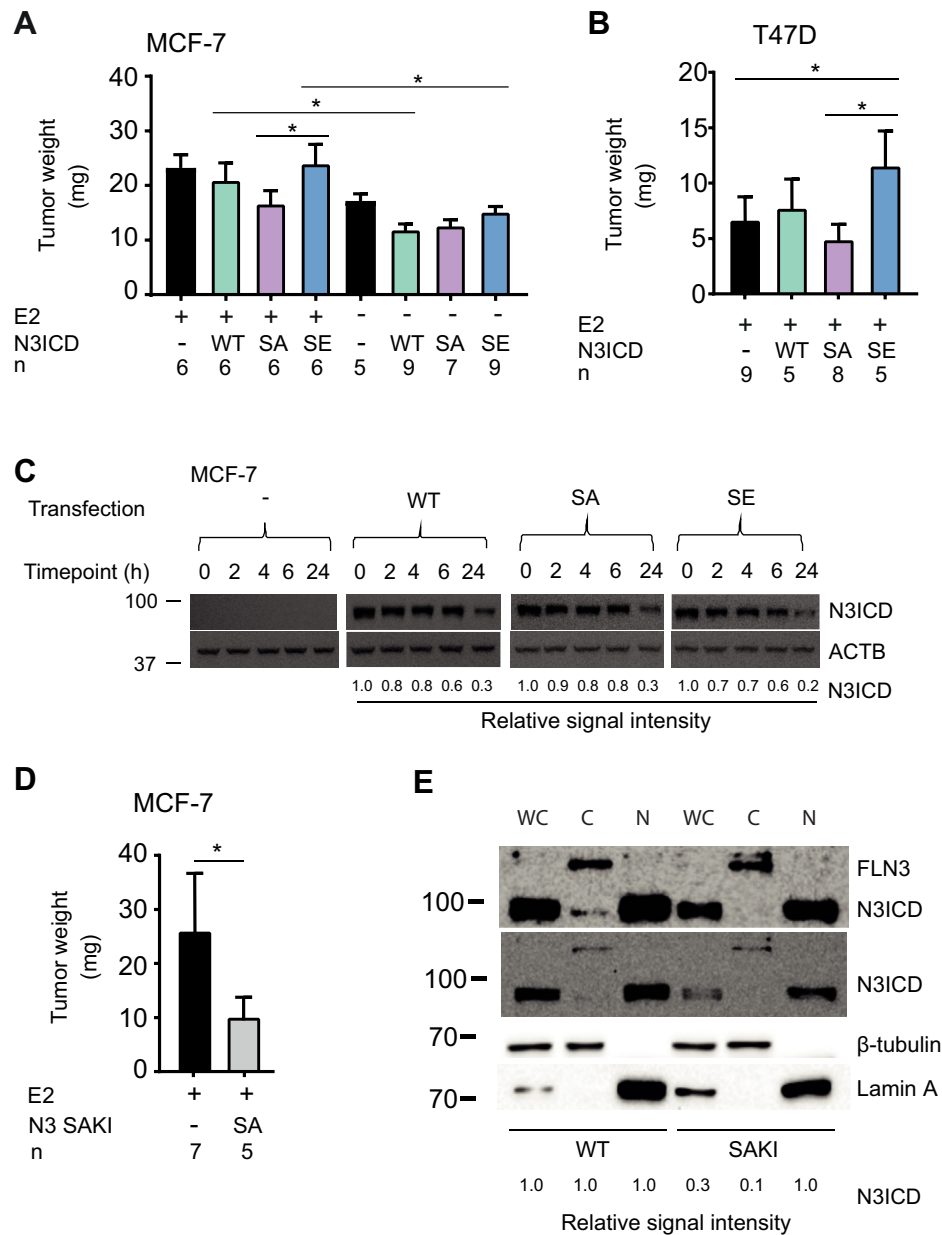 A
MCF-7
Tumor weight
(mg)
40
30
20
10
0
*
*
*
E2 + + + + - - - -
N3ICD - WT SA SE - WT SA SE
n 6 6 6 6 5 9 7 9
B
T47D
Tumor weight
(mg)
20
15
10
5
0
*
*
E2 + + + +
N3ICD - WT SA SE
n 9 5 8 5
C
MCF-7
Transfection - WT SA SE
Timepoint (h) 0 2 4 6 24 0 2 4 6 24 0 2 4 6 24 0 2 4 6 24
100 N3ICD
ACTB
37
1.0 0.8 0.8 0.6 0.3 1.0 0.9 0.8 0.8 0.3 1.0 0.7 0.7 0.6 0.2 N3ICD
Relative signal intensity
D
MCF-7
Tumor weight
(mg)
40
30
20
10
0
*
E2 + +
N3 SAKI - SA
n 7 5
E
WC C N WC C N
FLN3
100 N3ICD
100 N3ICD
70 β-tubulin
70 Lamin A
WT SAKI
1.0 1.0 1.0 0.3 0.1 1.0 N3ICD
Relative signal intensity